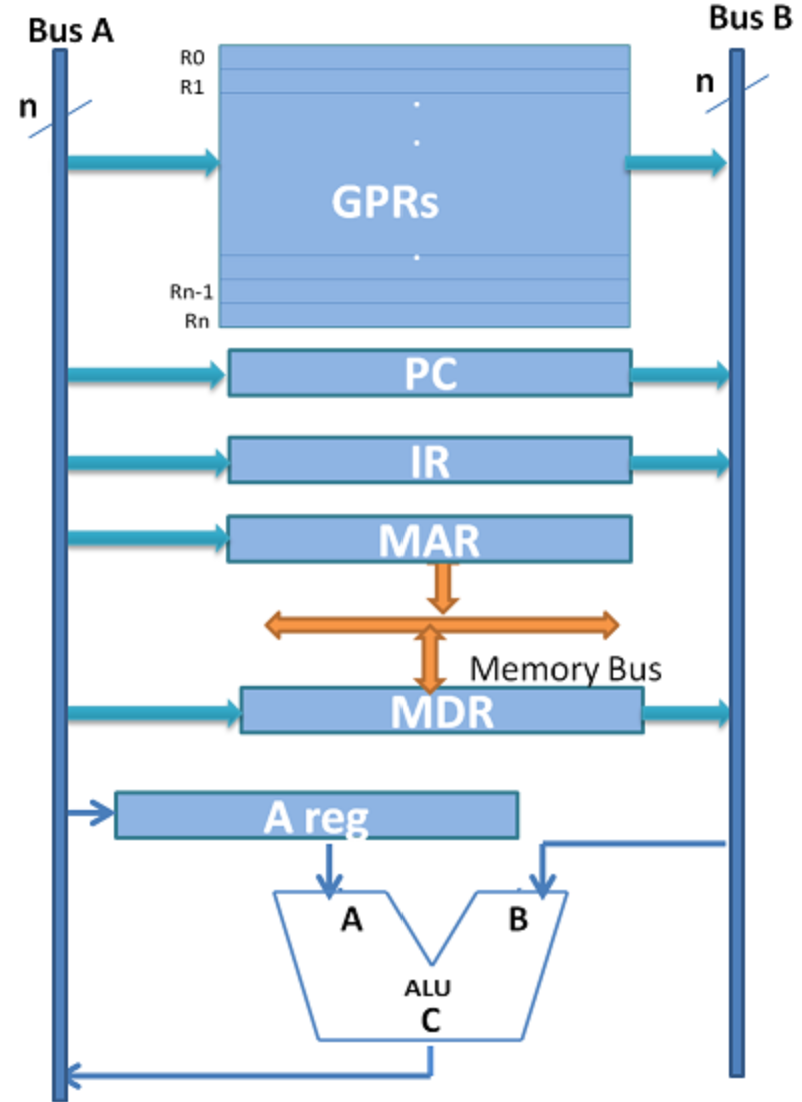 Bus A
Bus B
n
n
R0
R1
GPRs
Rn-1
Rn
PC
IR
MAR
Memory Bus
MDR
A reg
A
B
ALU
C